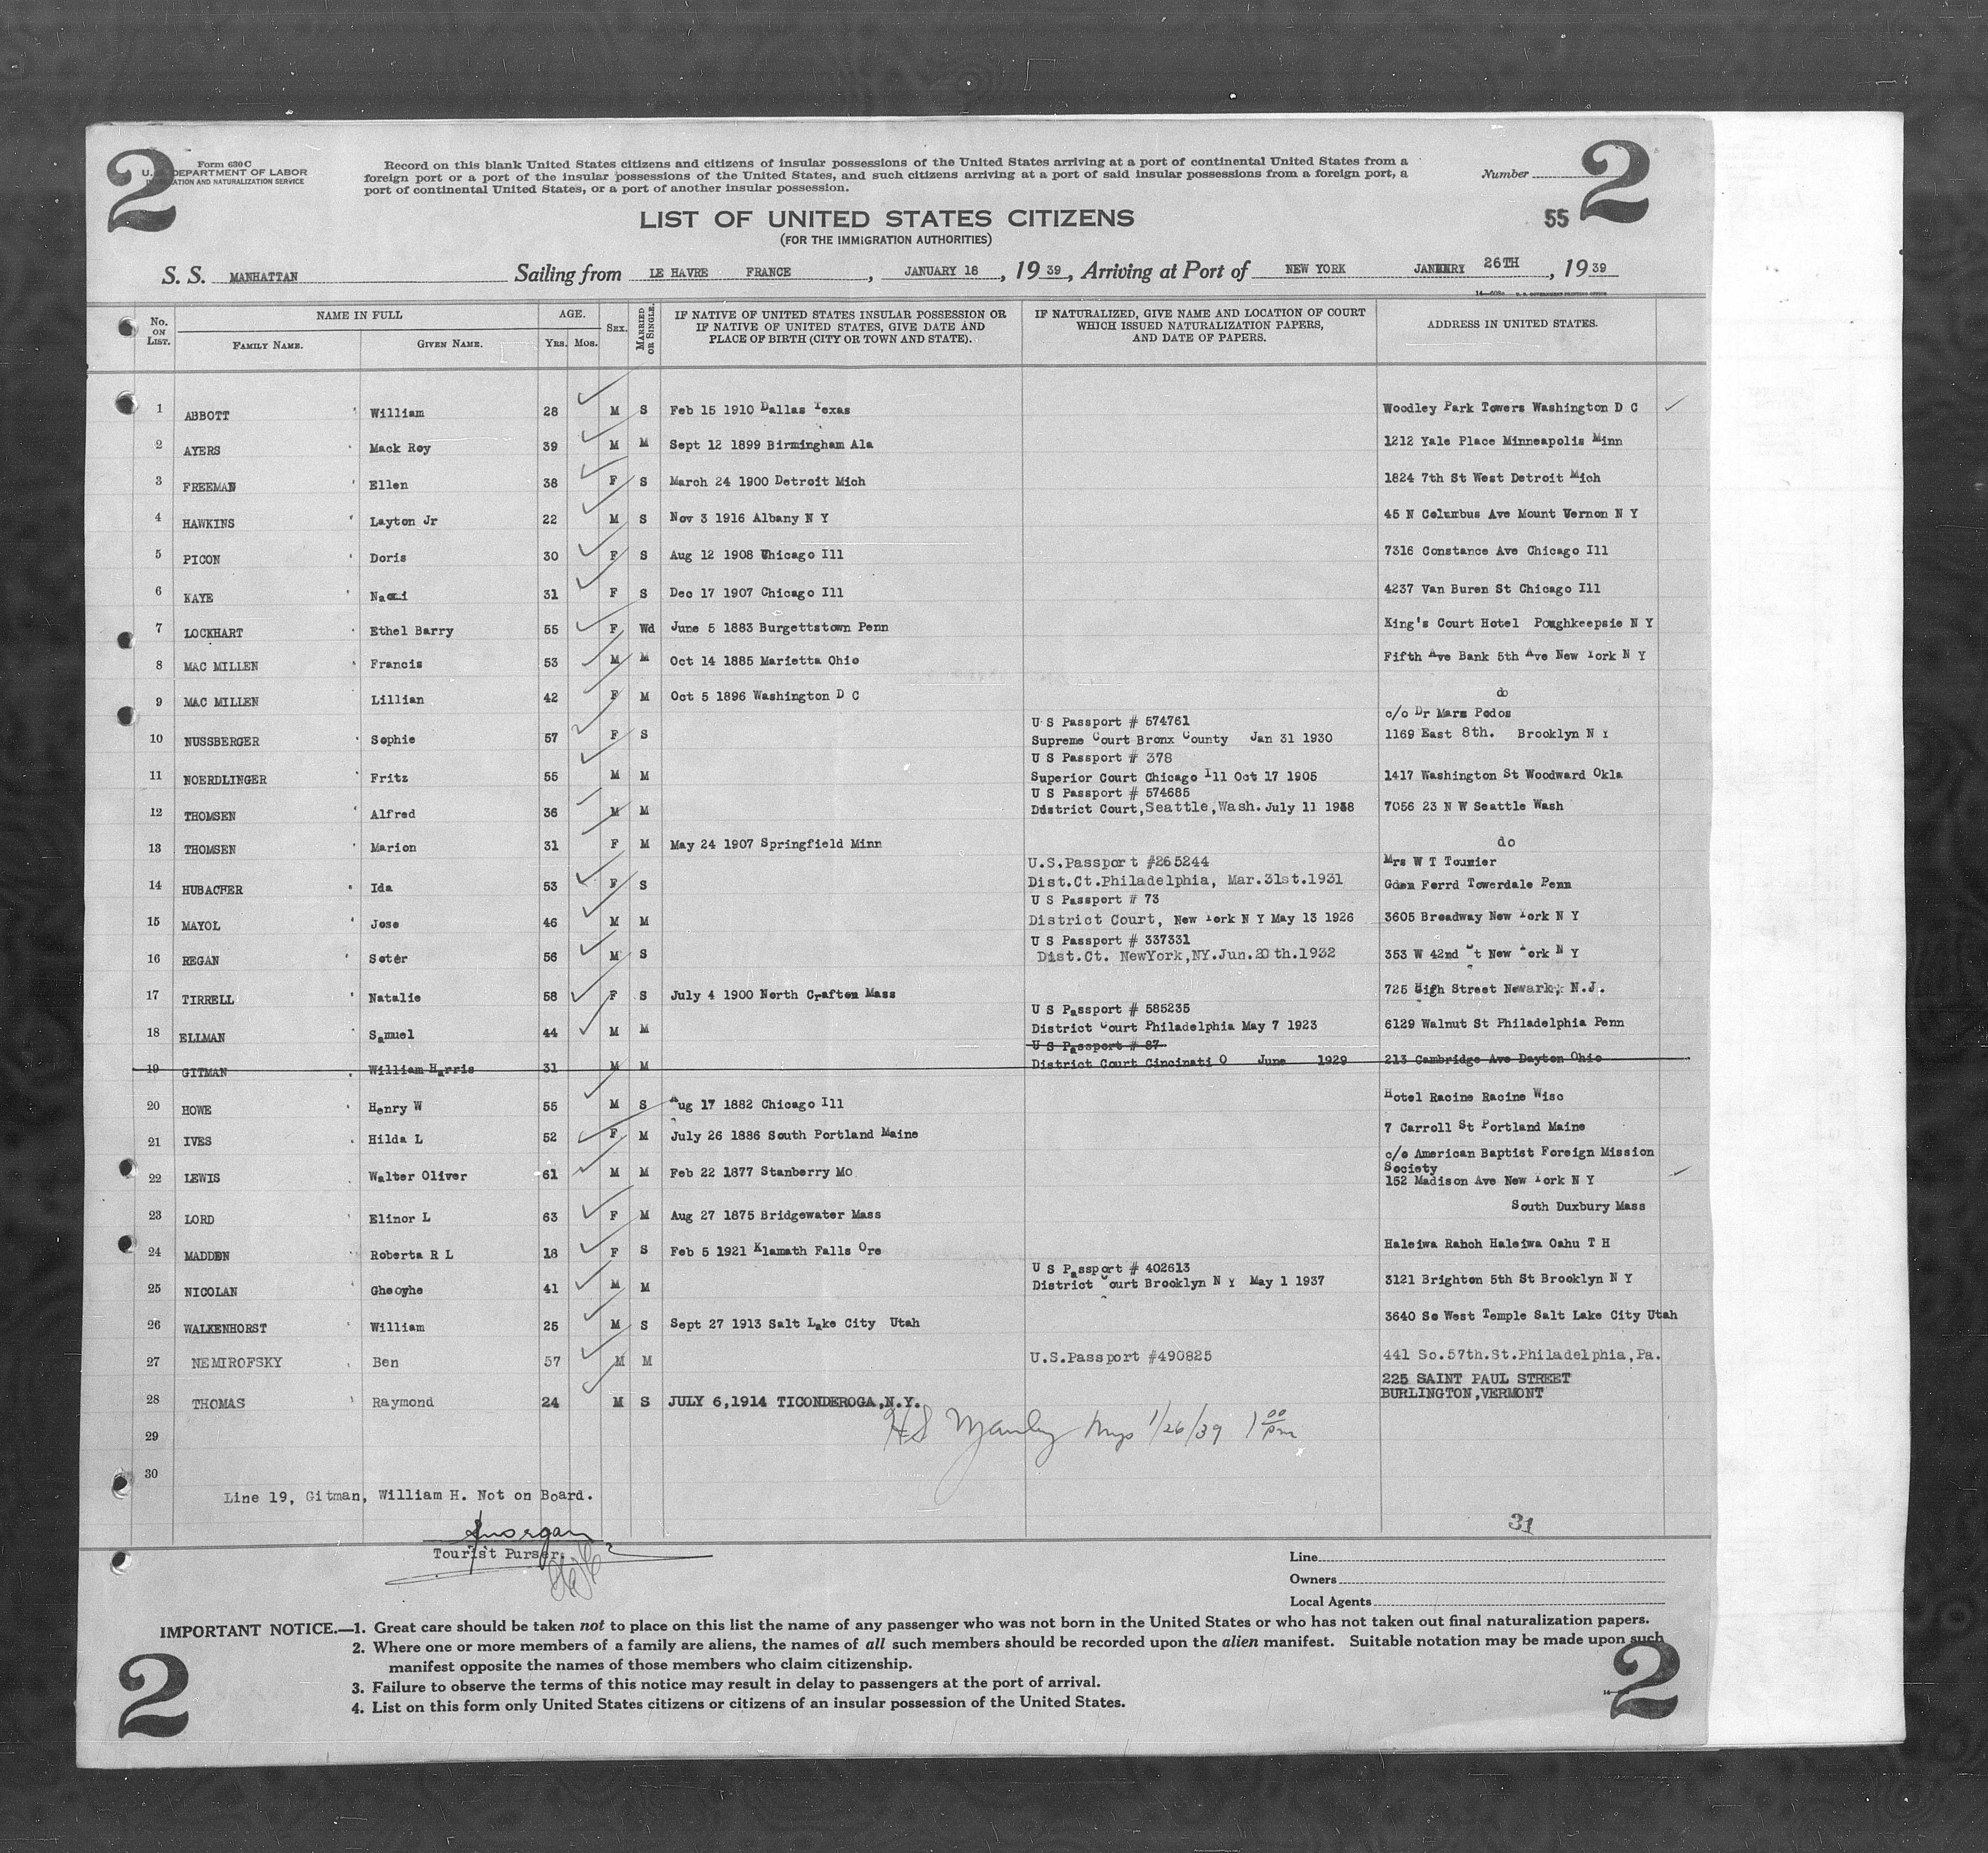 2
2
Form 630 C
U. S. DEPARTMENT OF LABOR
IMMIGRATION AND NATURALIZATION SERVICE
Record on this blank United States citizens and citizens of insular possessions of the United States arriving at a port of continental United States from a
foreign port or a port of the insular possessions of the United States, and such citizens arriving at a port of said insular possessions from a foreign port, a
port of continental United States, or a port of another insular possession.
Number
55
LIST OF UNITED STATES CITIZENS
(FOR THE IMMIGRATION AUTHORITIES)
S. S. MANHATTAN Sailing from LE HAVRE FRANCE, JANUARY 18, 1939, Arriving at Port of NEW YORK 26TH, 1939
No. ON LIST. NAME IN FULL FAMILY NAME. GIVEN NAME. AGE. Yrs. Mos. SEX. MARRIED OR SINGLE. IF NATIVE OF UNITED STATES INSULAR POSSESSION OR IF NATIVE OF UNITED STATES, GIVE DATE AND PLACE OF BIRTH (CITY OR TOWN AND STATE). IF NATURALIZED, GIVE NAME AND LOCATION OF COURT WHICH ISSUED NATURALIZATION PAPERS, AND DATE OF PAPERS. ADDRESS IN UNITED STATES.
1 ABBOTT William 28 M S Feb 15 1910 Dallas Texas Woodley Park Towers Washington D C
2 AYERS Mack Roy 39 M M Sept 12 1899 Birmingham Ala 1212 Yale Place Minneapolis Minn
3 FREEMAN Ellen 38 F S March 24 1900 Detroit Mich 1824 7th St West Detroit Mich
4 HAWKINS Layton Jr 22 M S Nov 3 1916 Albany N Y 45 N Columbus Ave Mount Vernon N Y
5 PICON Doris 30 F S Aug 12 1908 Chicago Ill 7316 Constance Ave Chicago Ill
6 KAYE Naomi 31 F S Dec 17 1907 Chicago Ill 4237 Van Buren St Chicago Ill
7 LOCKHART Ethel Barry 55 F Wd June 5 1883 Burgettstown Penn King's Court Hotel Poughkeepsie N Y
8 MAC MILLEN Francis 53 M M Oct 14 1885 Marietta Ohio Fifth Ave Bank 5th Ave New York N Y
9 MAC MILLEN Lillian 42 F M Oct 5 1896 Washington D C do
U S Passport # 574761 c/o Dr Marz Podos
10 NUSSBERGER Sophie 57 F S Supreme Court Bronx County Jan 31 1930 1169 East 8th. Brooklyn N Y
U S Passport # 378
11 NOERDLINGER Fritz 55 M M Superior Court Chicago Ill Oct 17 1905 1417 Washington St Woodward Okla
U S Passport # 574685
12 THOMSEN Alfred 36 M M District Court, Seattle, Wash. July 11 1938 7056 23 N W Seattle Wash
13 THOMSEN Marion 31 F M May 24 1907 Springfield Minn do
U.S.Passport #265244 Mrs W T Toumier
14 HUBACHER Ida 53 F S Dist.Ct.Philadelphia, Mar.31st.1931 Gden Ferrd Towerdale Penn
U S Passport # 73
15 MAYOL Jose 46 M M District Court, New York N Y May 13 1926 3605 Broadway New York N Y
U S Passport # 337331
16 REGAN Soter 56 M S Dist.Ct. NewYork,NY.Jun.20th.1932 353 W 42nd St New York N Y
17 TIRRELL Natalie 58 F S July 4 1900 North Grafton Mass 725 High Street Newark, N.J.
U S Passport # 585235
18 ELLMAN Samuel 44 M M District Court Philadelphia May 7 1923 6129 Walnut St Philadelphia Penn
U S Passport # 87
19 GITMAN William Harris 31 M M District Court Cincinati O June 1929 213 Cambridge Ave Dayton Ohio
20 HOWE Henry W 55 M S Aug 17 1882 Chicago Ill Hotel Racine Racine Wisc
21 IVES Hilda L 52 F M July 26 1886 South Portland Maine 7 Carroll St Portland Maine
c/o American Baptist Foreign Mission
Society
22 LEWIS Walter Oliver 61 M M Feb 22 1877 Stanberry Mo 152 Madison Ave New York N Y
23 LORD Elinor L 63 F M Aug 27 1875 Bridgewater Mass South Duxbury Mass
24 MADDEN Roberta R L 18 F S Feb 5 1921 Klamath Falls Ore Haleiwa Rahch Haleiwa Oahu T H
U S Passport # 402613
25 NICOLAN Gheoyhe 41 M M District Court Brooklyn N Y May 1 1937 3121 Brighton 5th St Brooklyn N Y
26 WALKENHORST William 25 M S Sept 27 1913 Salt Lake City Utah 3640 So West Temple Salt Lake City Utah
27 NEMIROFSKY Ben 57 M M U.S.Passport #490825 441 So.57th.St.Philadelphia,Pa.
225 SAINT PAUL STREET
28 THOMAS Raymond 24 M S JULY 6,1914 TICONDEROGA,N.Y. BURLINGTON,VERMONT
29 HS Manley 1/26/39 1 00 pm
30
Line 19, Gitman, William H. Not on Board.
31
Tourist Purser.
Line
Owners
Local Agents
IMPORTANT NOTICE.—1. Great care should be taken not to place on this list the name of any passenger who was not born in the United States or who has not taken out final naturalization papers.
2. Where one or more members of a family are aliens, the names of all such members should be recorded upon the alien manifest. Suitable notation may be made upon such
manifest opposite the names of those members who claim citizenship.
3. Failure to observe the terms of this notice may result in delay to passengers at the port of arrival.
4. List on this form only United States citizens or citizens of an insular possession of the United States.
2
2